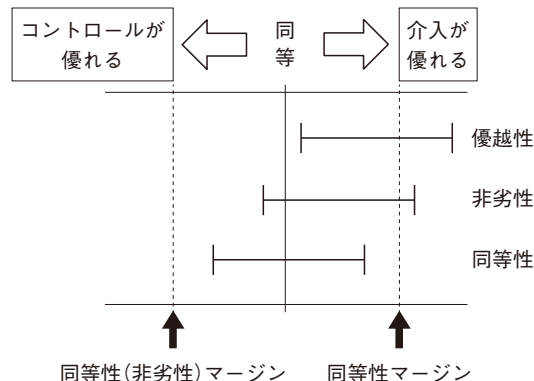 コントロールが
優れる
同
等
介入が
優れる
優越性
非劣性
同等性
同等性(非劣性)マージン
同等性マージン